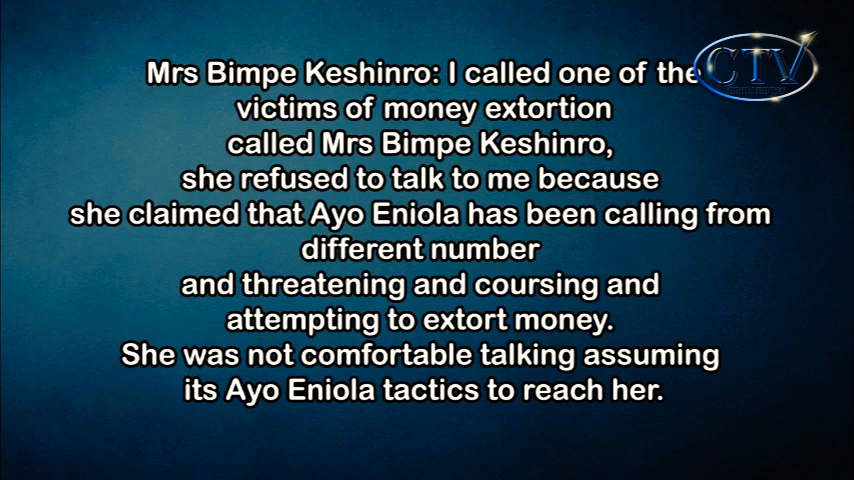 Mrs Bimpe Keshinro: I called one of the
victims of money extortion
called Mrs Bimpe Keshinro,
she refused to talk to me because
she claimed that Ayo Eniola has been calling from
different number
and threatening and coursing and
attempting to extort money.
She was not comfortable talking assuming
its Ayo Eniola tactics to reach her.
CTV